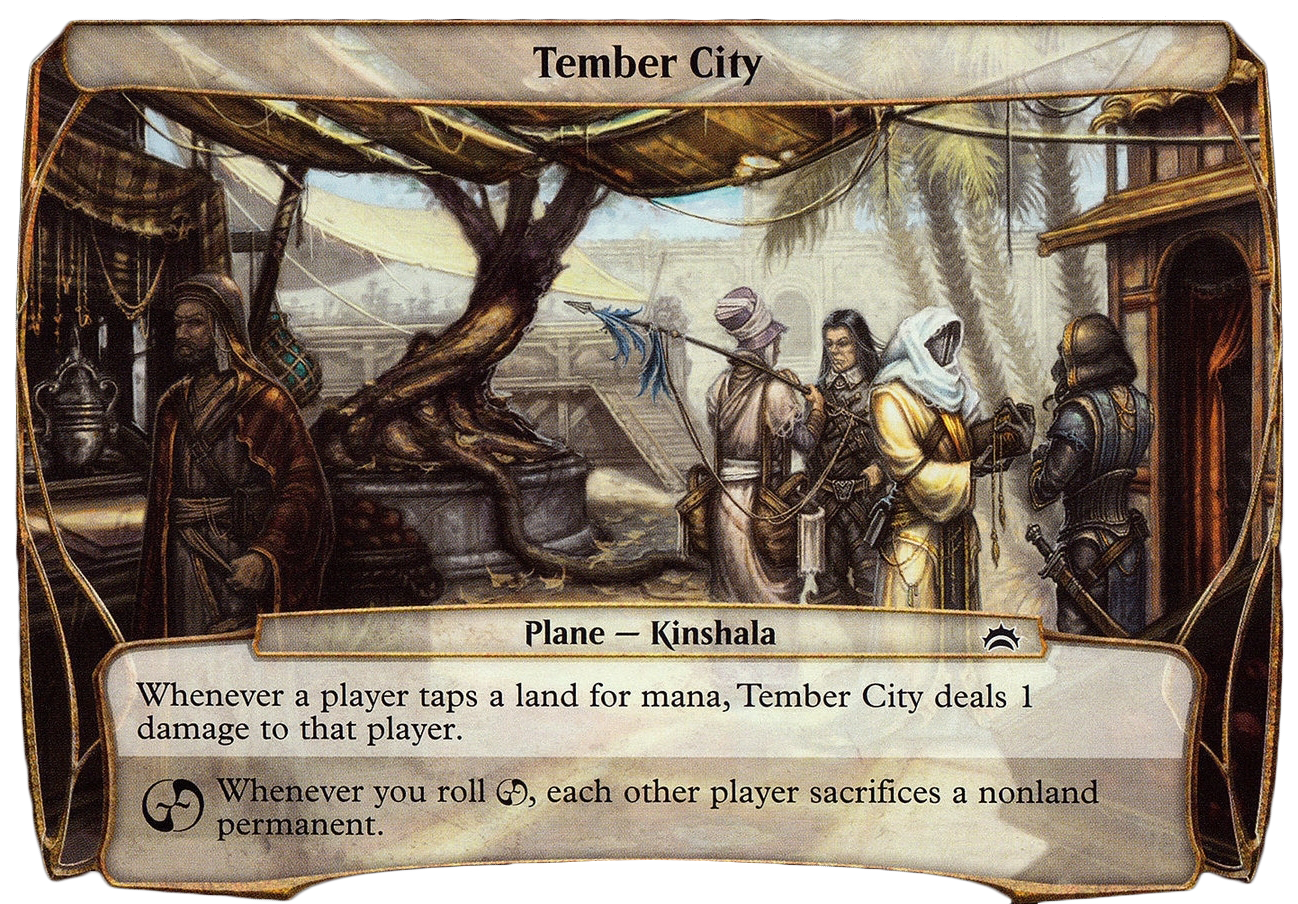 Tember City
Plane — Kinshala
Whenever a player taps a land for mana, Tember City deals 1
damage to that player.
Whenever you roll , each other player sacrifices a nonland
permanent.